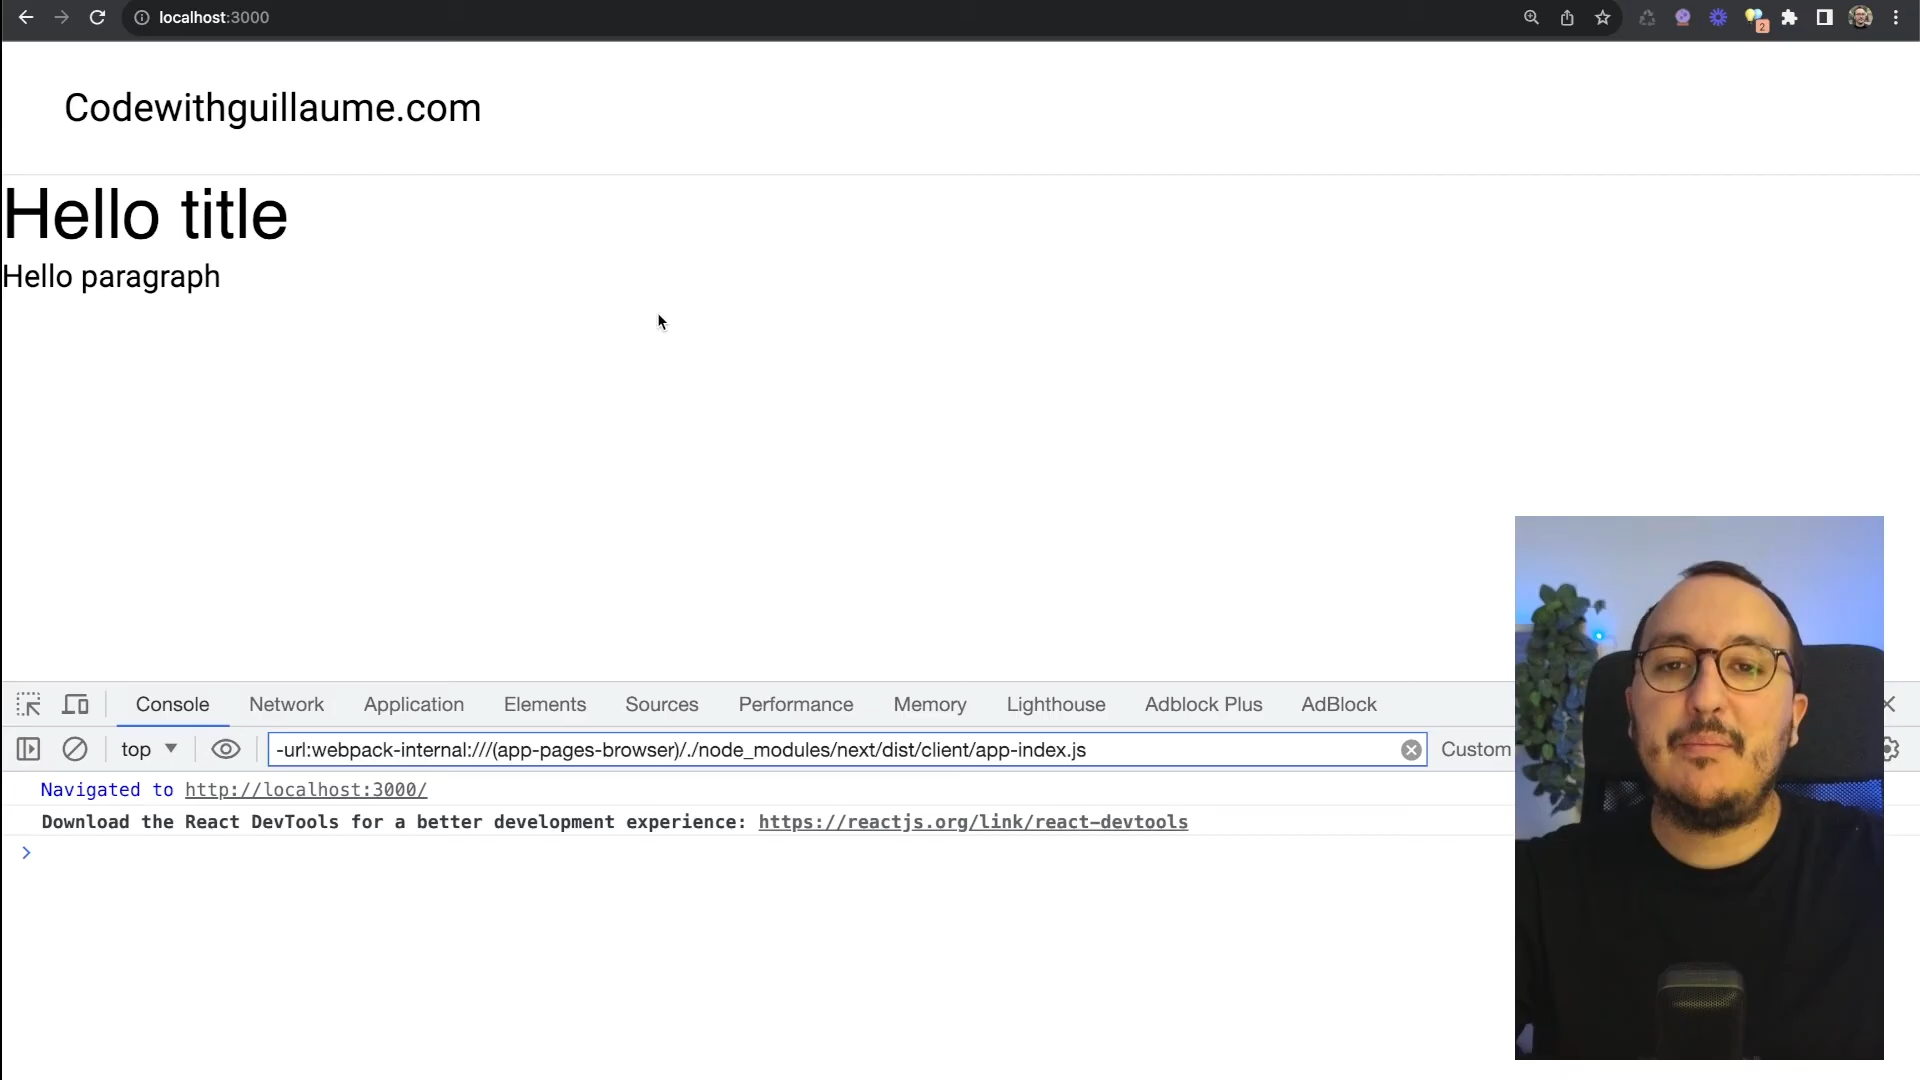 localhost:3000
2
Codewithguillaume.com
Hello title
Hello paragraph
Console Network Application Elements Sources Performance Memory Lighthouse Adblock Plus AdBlock
top -url:webpack-internal:///(app-pages-browser)/./node_modules/next/dist/client/app-index.js Custom
Navigated to http://localhost:3000/
Download the React DevTools for a better development experience: https://reactjs.org/link/react-devtools